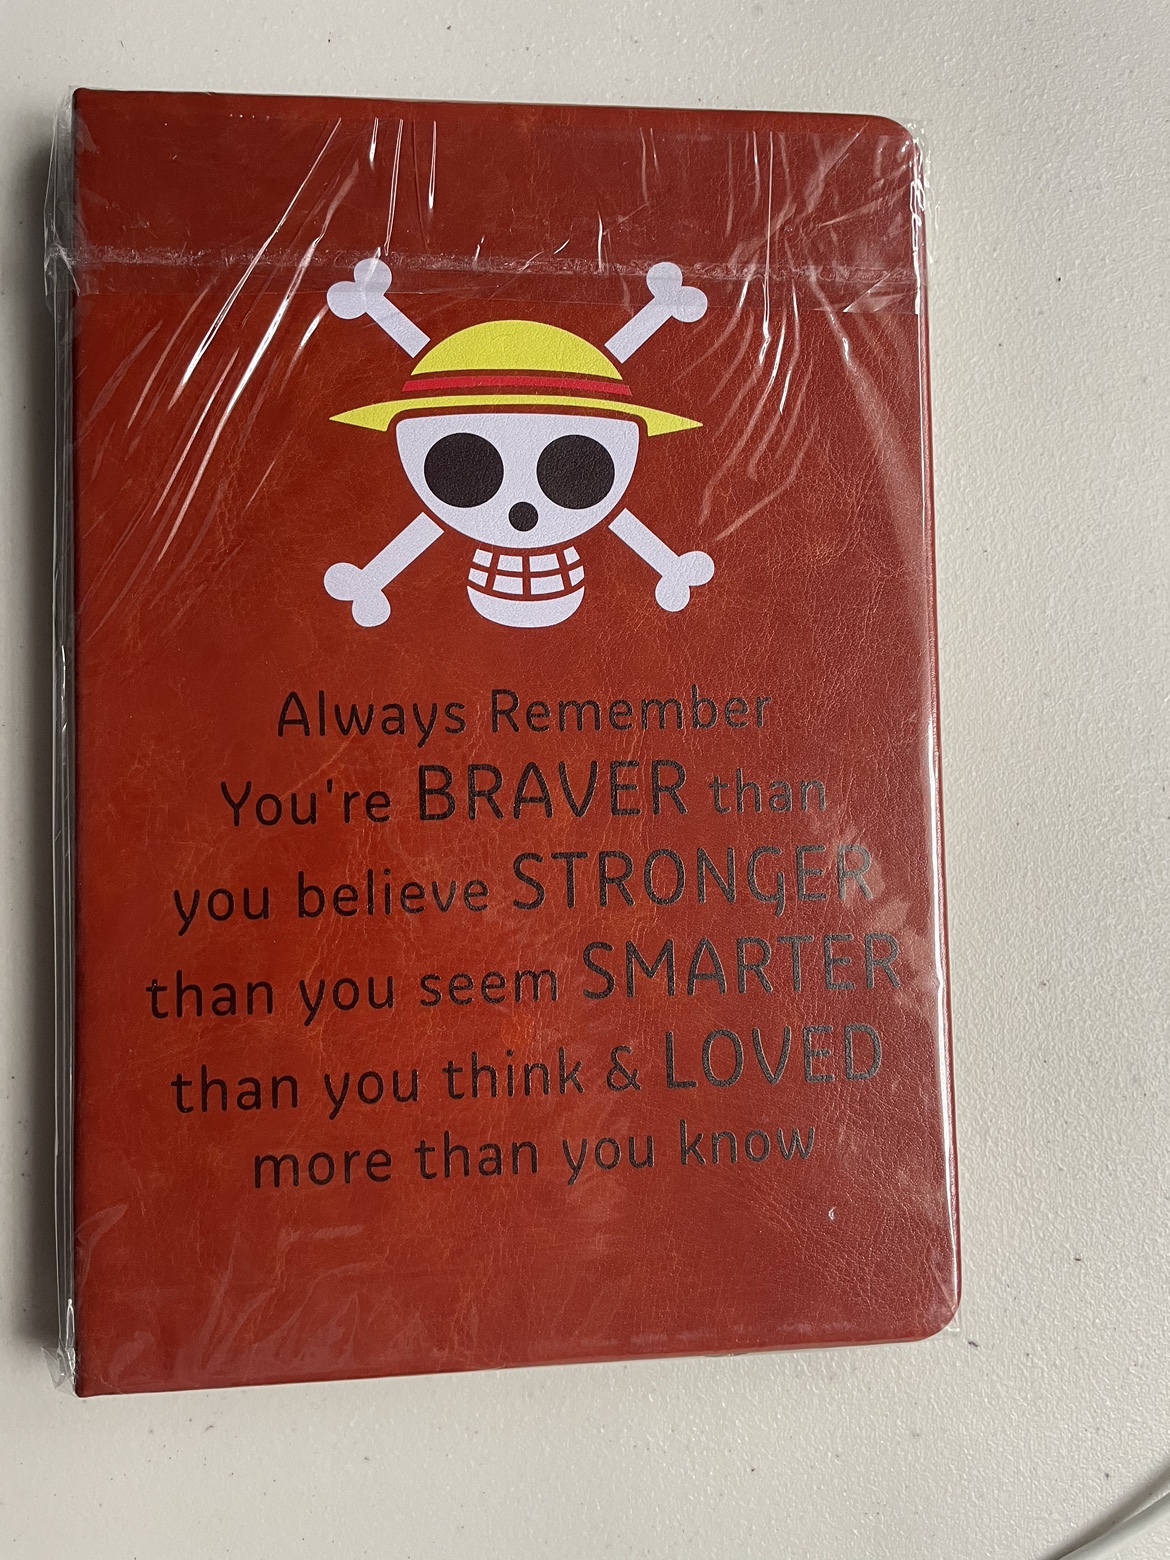 Always Remember
You're BRAVER than
you believe STRONGER
than you seem SMARTER
than you think & LOVED
more than you know